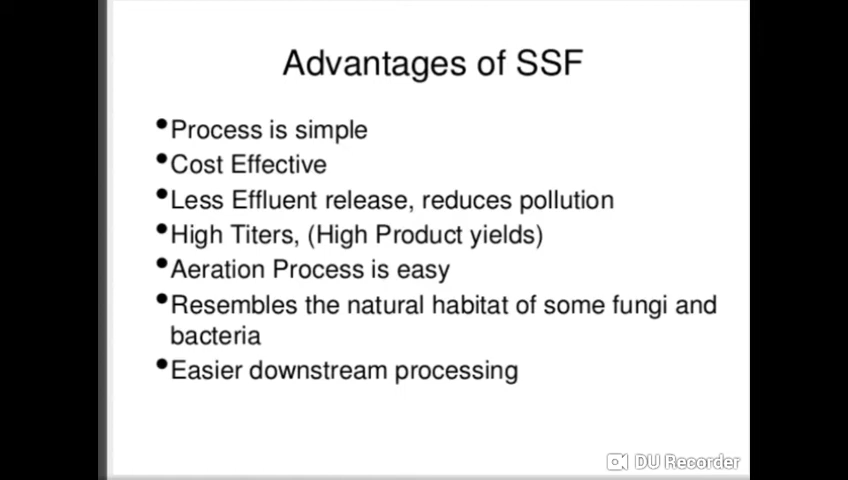 Advantages of SSF
•Process is simple
•Cost Effective
•Less Effluent release, reduces pollution
•High Titers, (High Product yields)
•Aeration Process is easy
•Resembles the natural habitat of some fungi and
bacteria
•Easier downstream processing
DU Recorder